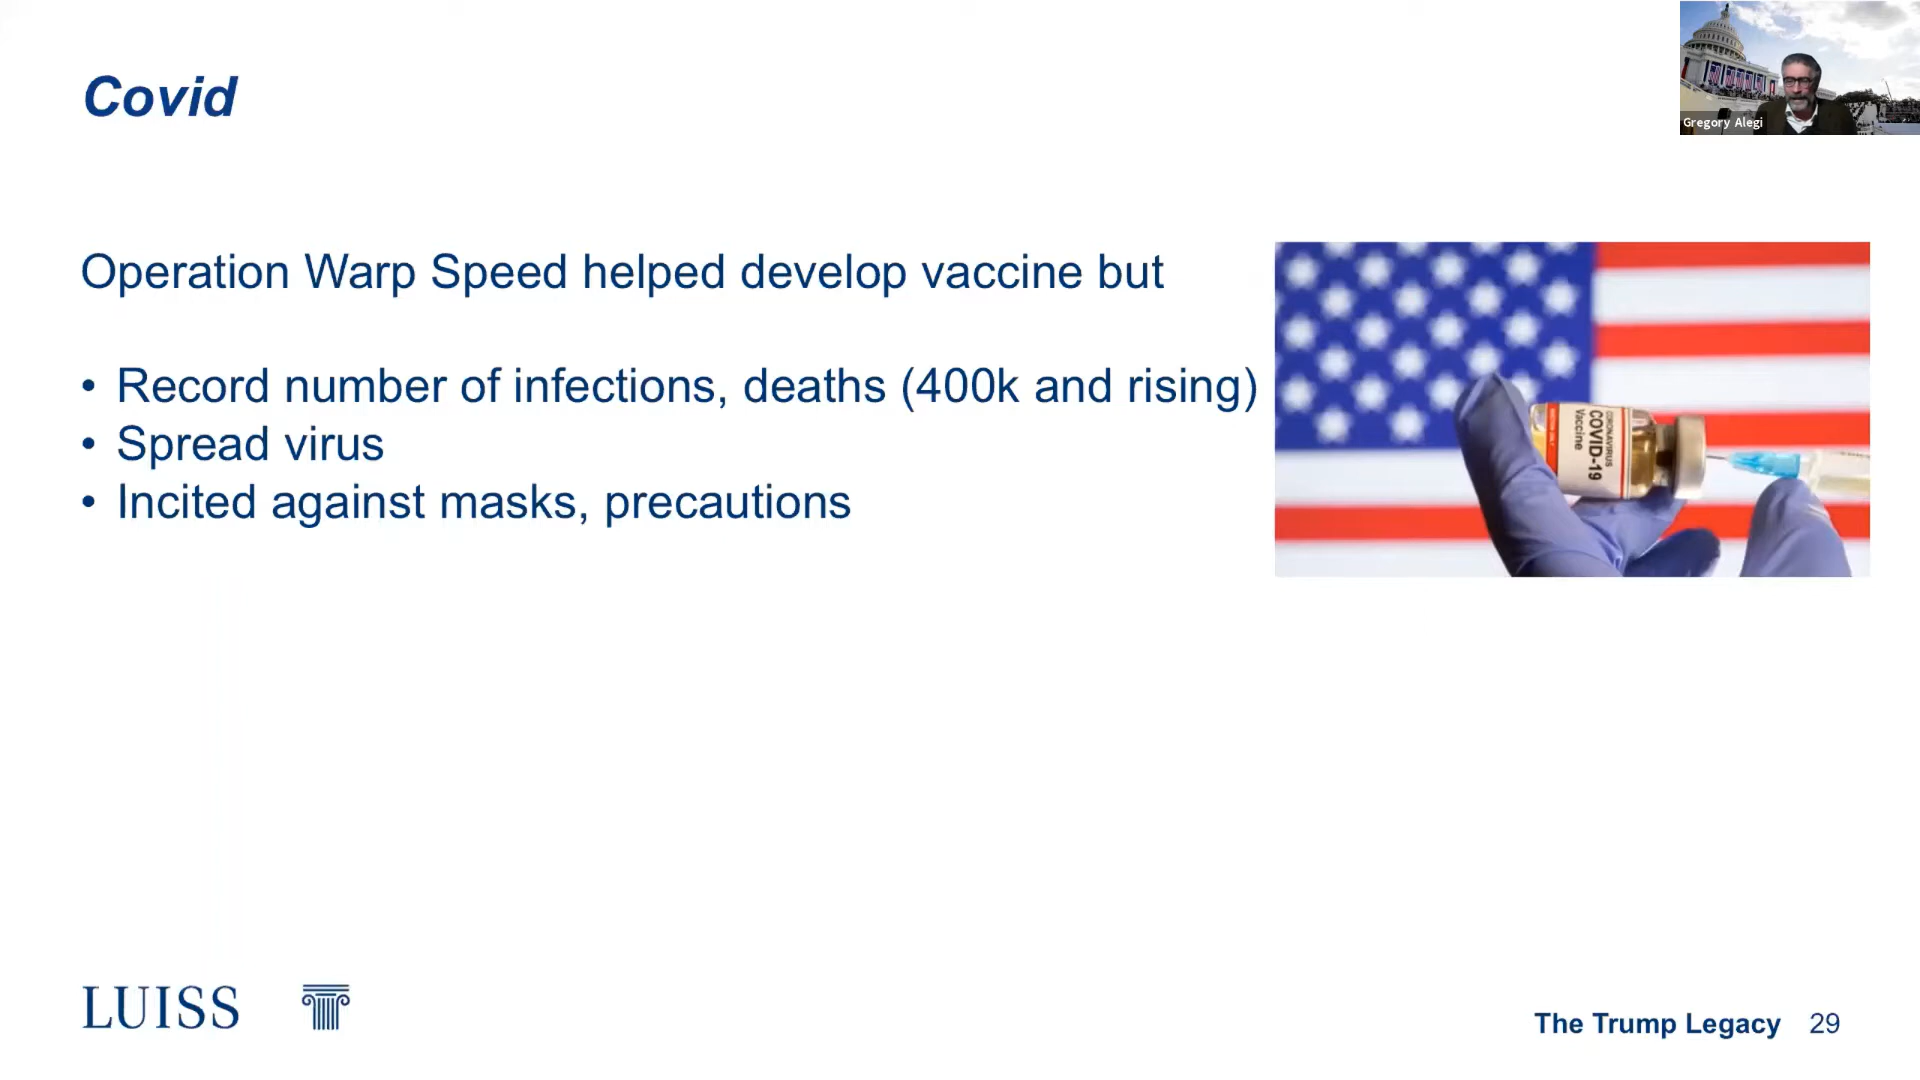 Covid
Gregory Alegi
Operation Warp Speed helped develop vaccine but
• Record number of infections, deaths (400k and rising)
• Spread virus
• Incited against masks, precautions
CORONAVIRUS
COVID-19
Vaccine
LUISS
The Trump Legacy 29